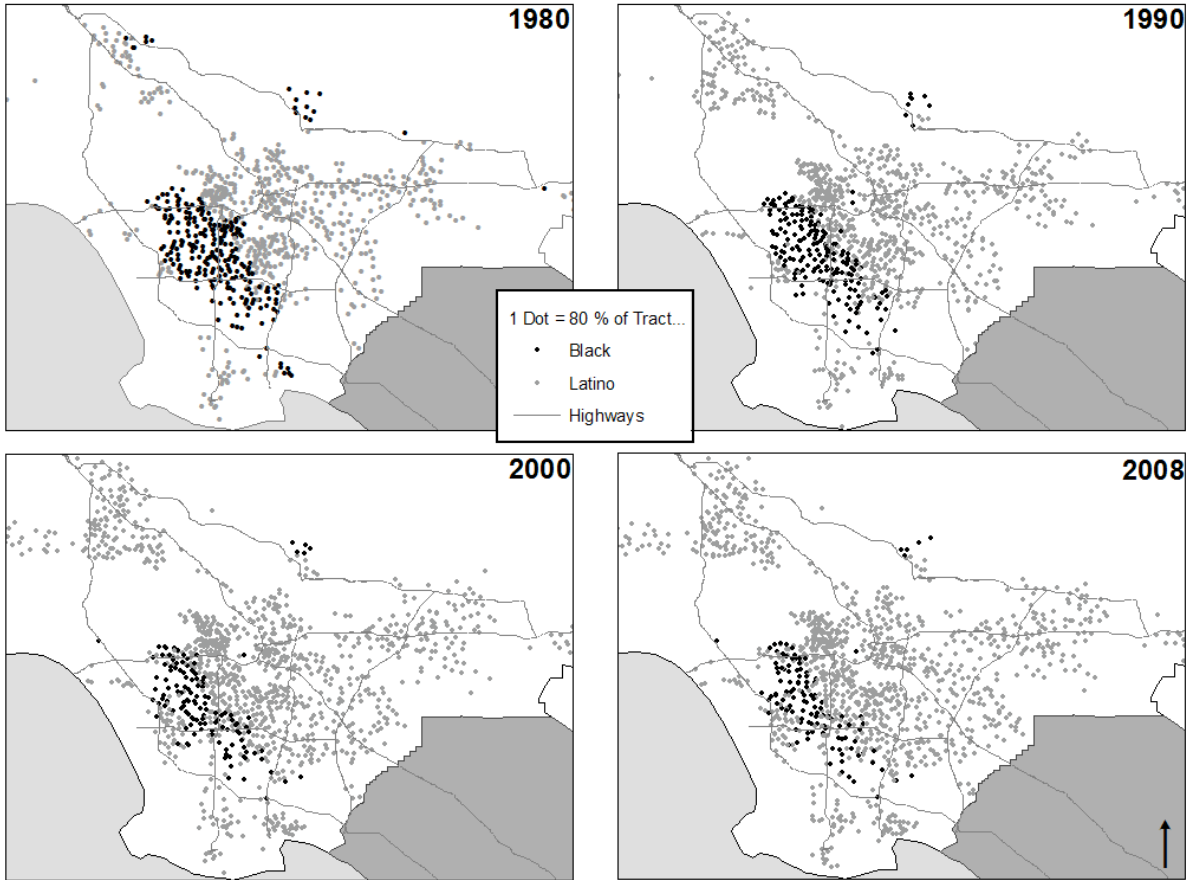 1980
1990
1 Dot = 80 % of Tract...
Black
Latino
Highways
2000
2008